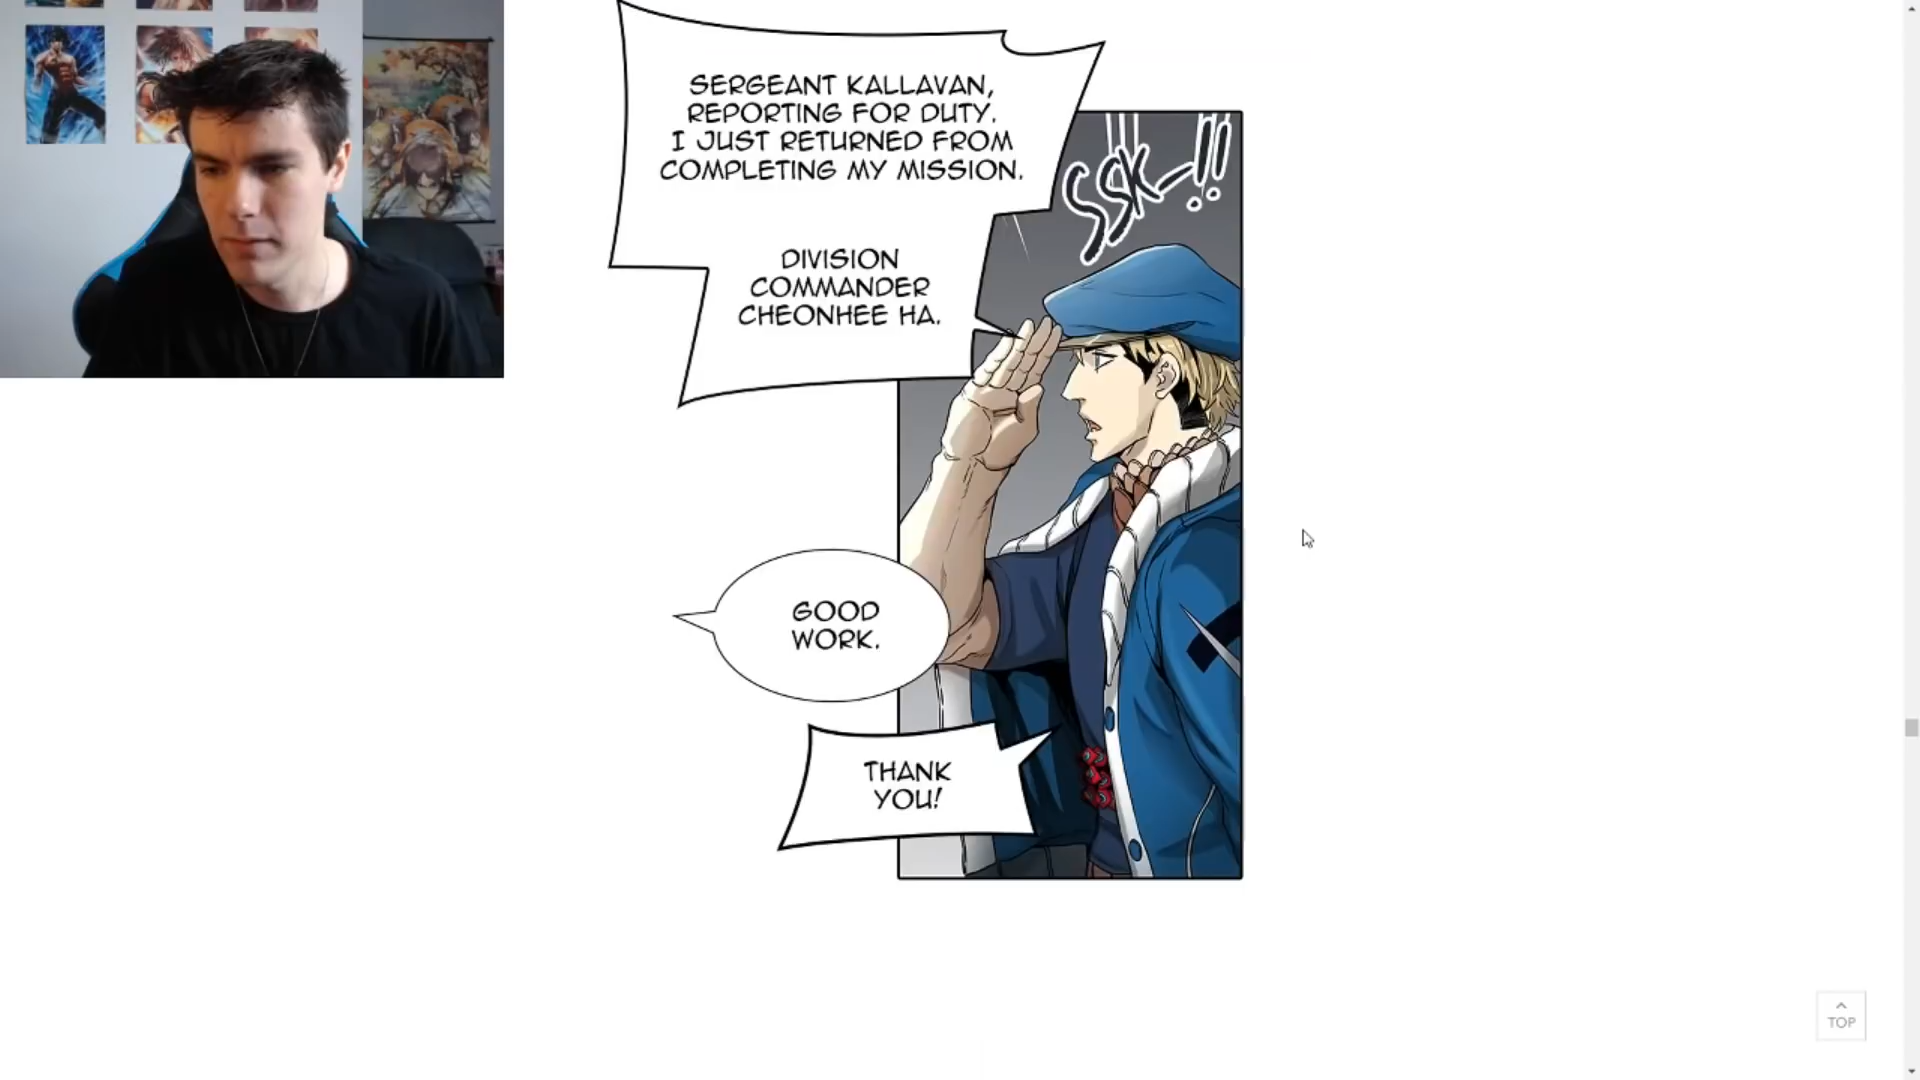 SERGEANT KALLAVAN,
REPORTING FOR DUTY.
I JUST RETURNED FROM
COMPLETING MY MISSION.
DIVISION
COMMANDER
CHEONHEE HA.
SSK-!!
GOOD
WORK.
THANK
YOU!
TOP